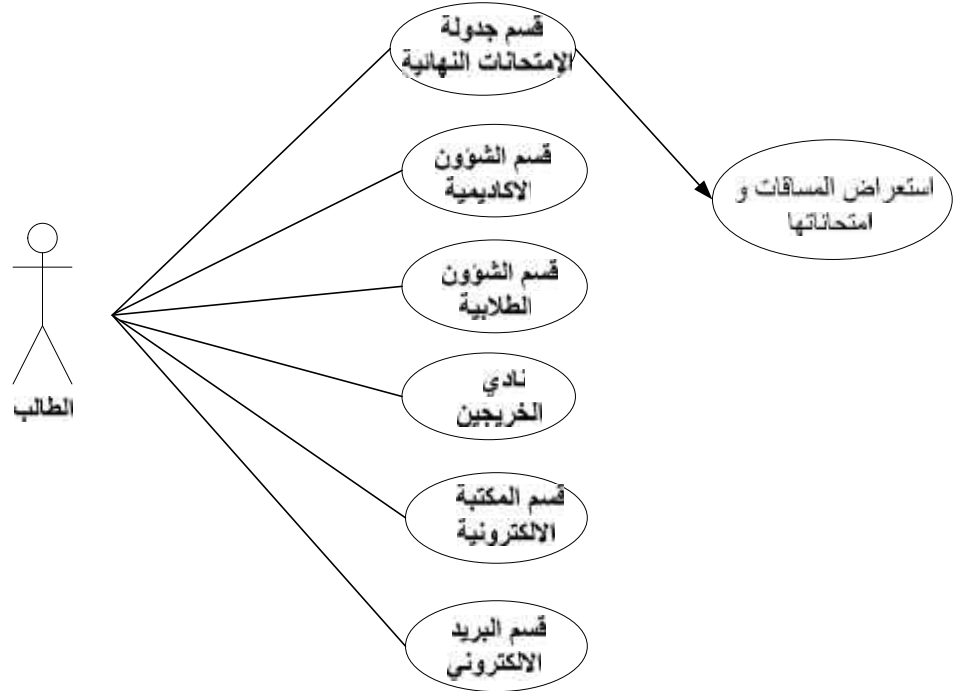 قسم جدولة
الإمتحانات النهائية
استعراض المساقات و
امتحاناتها
قسم الشؤون
الاكاديمية
قسم الشؤون
الطلابية
الطالب
نادي
الخريجين
قسم المكتبة
الالكترونية
قسم البريد
الالكتروني